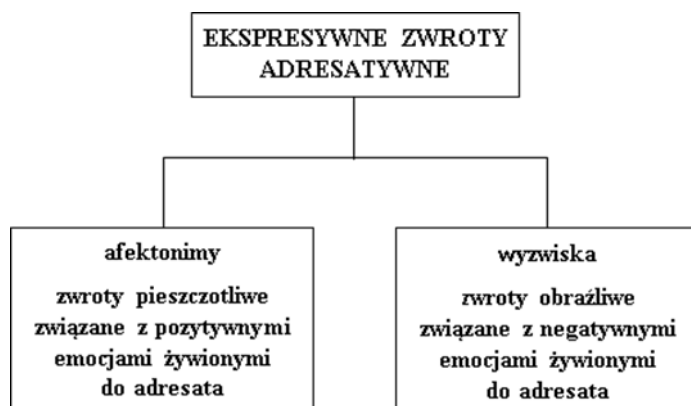 EKSPRESYWNE ZWROTY
ADRESATYWNE
afektonimy
zwroty pieszczotliwe
związane z pozytywnymi
emocjami żywionymi
do adresata
wyzwiska
zwroty obraźliwe
związane z negatywnymi
emocjami żywionymi
do adresata